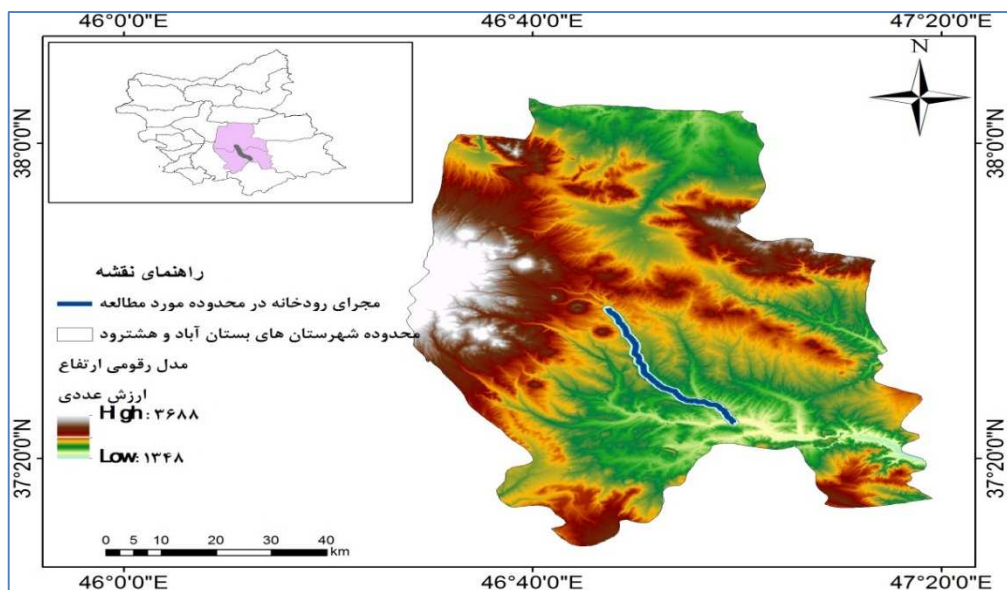 46°0'0"E 46°40'0"E 47°20'0"E
N
38°0'0"N 38°0'0"N
راهنمای نقشه
مجرای رودخانه در محدوده مورد مطالعه
محدوده شهرستان های بستان آباد و هشترود
مدل رقومی ارتفاع
ارزش عددی
High:۳۶۸۸
Low:۱۳۴۸
37°20'0"N 37°20'0"N
0 5 10 20 30 40
km
46°0'0"E 46°40'0"E 47°20'0"E